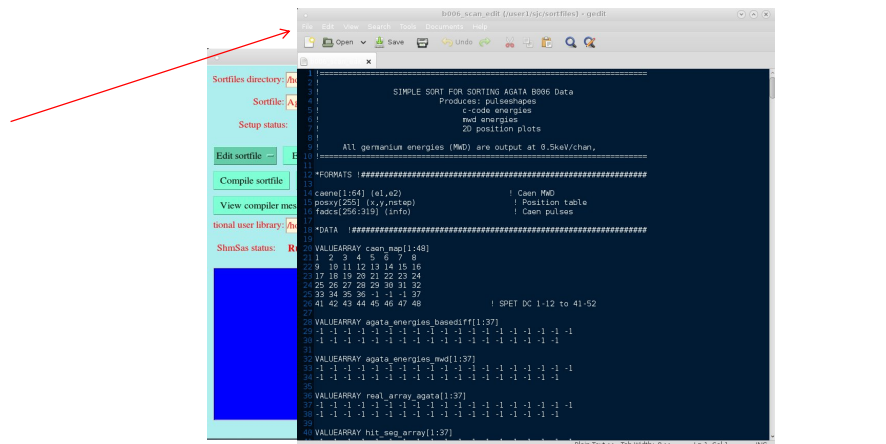 b006_scan_edit (/user1/sjc/sortfiles) - gedit
File Edit View Search Tools Documents Help
Open Save Undo
Sortfiles directory: /ho
Sortfile: Ag
Setup status:
Edit sortfile E
Compile sortfile
View compiler mes
tional user library: /ho
ShmSas status: R
1 !
2 !
3 ! SIMPLE SORT FOR SORTING AGATA B006 Data
4 ! Produces: pulseshapes
5 ! c-code energies
6 ! mwd energies
7 ! 2D position plots
8 !
9 ! All germanium energies (MWD) are output at 0.5keV/chan,
10 !
11
12 *FORMATS !##################################################################
13
14 caene[1:64] (e1,e2) ! Caen MWD
15 posxy[255] (x,y,nstep) ! Position table
16 fadcs[256:319] (info) ! Caen pulses
17
18 *DATA !####################################################################
19
20 VALUEARRAY caen_map[1:48]
21 1 2 3 4 5 6 7 8
22 9 10 11 12 13 14 15 16
23 17 18 19 20 21 22 23 24
24 25 26 27 28 29 30 31 32
25 33 34 35 36 -1 -1 -1 37
26 41 42 43 44 45 46 47 48 ! SPET DC 1-12 to 41-52
27
28 VALUEARRAY agata_energies_basediff[1:37]
29 -1 -1 -1 -1 -1 -1 -1 -1 -1 -1 -1 -1 -1 -1 -1 -1 -1 -1 -1
30 -1 -1 -1 -1 -1 -1 -1 -1 -1 -1 -1 -1 -1 -1 -1 -1 -1 -1
31
32 VALUEARRAY agata_energies_mwd[1:37]
33 -1 -1 -1 -1 -1 -1 -1 -1 -1 -1 -1 -1 -1 -1 -1 -1 -1 -1 -1
34 -1 -1 -1 -1 -1 -1 -1 -1 -1 -1 -1 -1 -1 -1 -1 -1 -1 -1
35
36 VALUEARRAY real_array_agata[1:37]
37 -1 -1 -1 -1 -1 -1 -1 -1 -1 -1 -1 -1 -1 -1 -1 -1 -1 -1 -1
38 -1 -1 -1 -1 -1 -1 -1 -1 -1 -1 -1 -1 -1 -1 -1 -1 -1 -1
39
40 VALUEARRAY hit_seg_array[1:37]